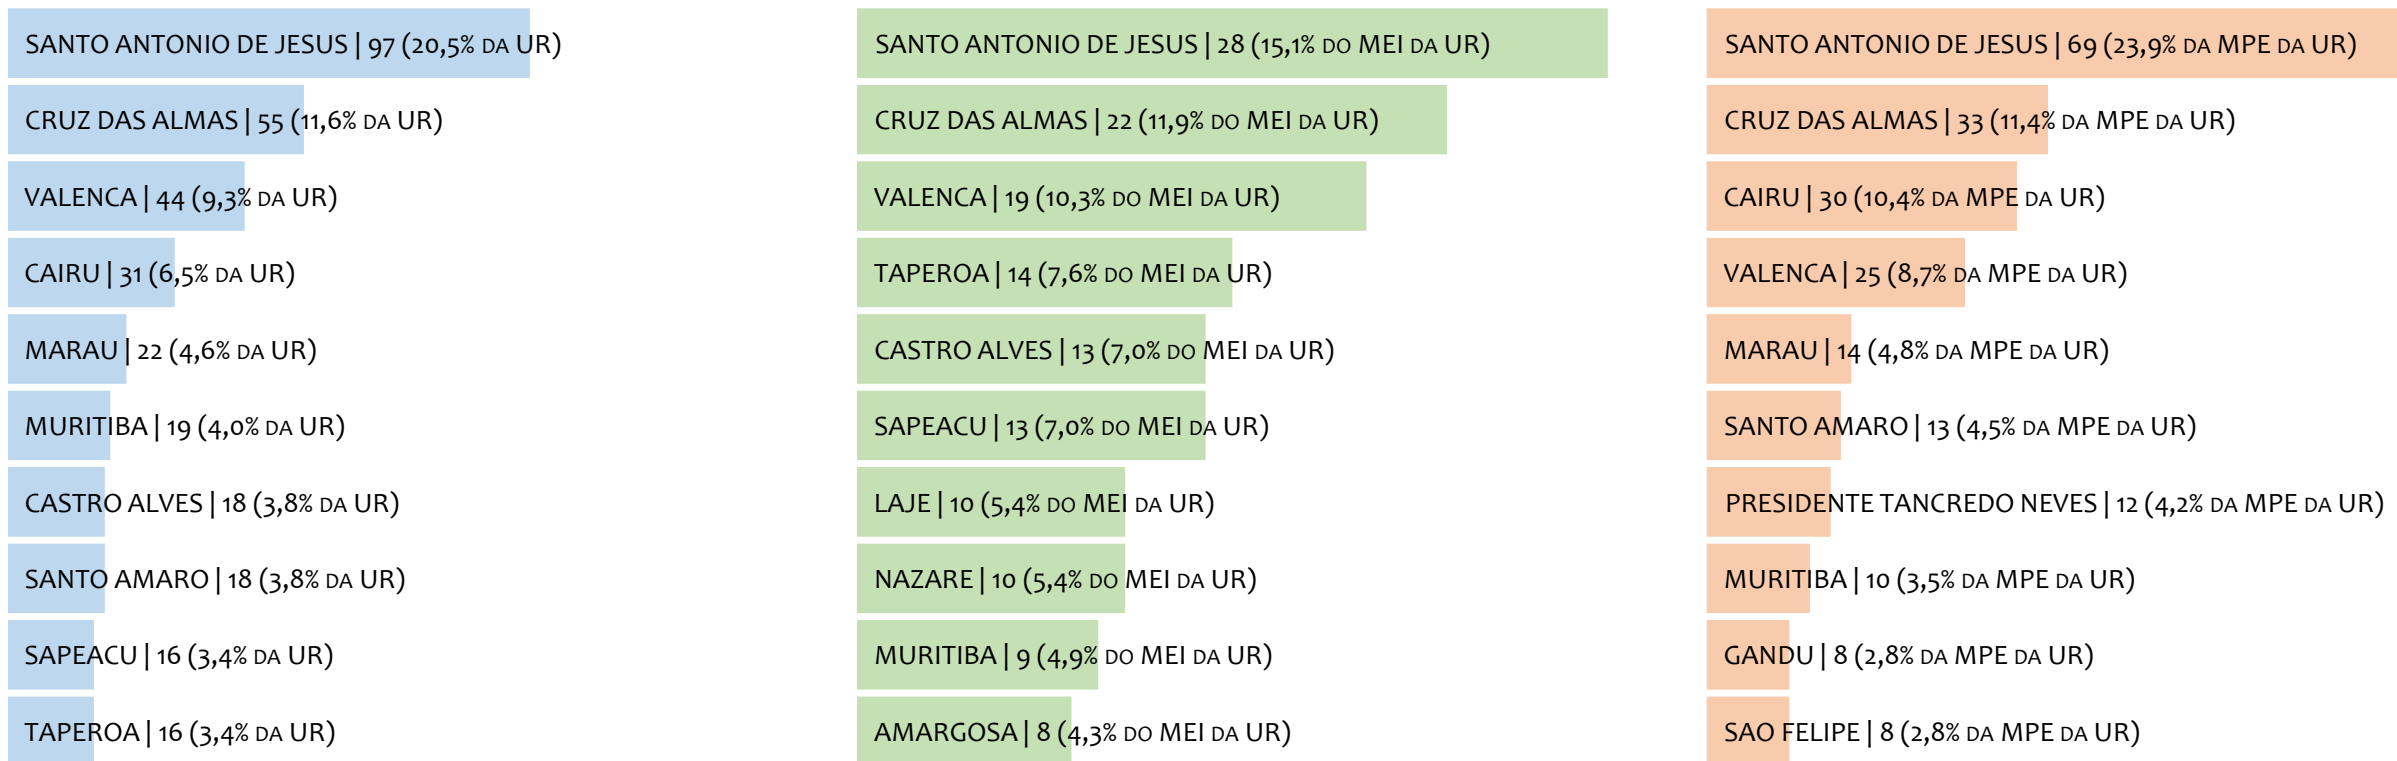 SANTO ANTONIO DE JESUS | 97 (20,5% DA UR)
CRUZ DAS ALMAS | 55 (11,6% DA UR)
VALENCA | 44 (9,3% DA UR)
CAIRU | 31 (6,5% DA UR)
MARAU | 22 (4,6% DA UR)
MURITIBA | 19 (4,0% DA UR)
CASTRO ALVES | 18 (3,8% DA UR)
SANTO AMARO | 18 (3,8% DA UR)
SAPEACU | 16 (3,4% DA UR)
TAPEROA | 16 (3,4% DA UR)
SANTO ANTONIO DE JESUS | 28 (15,1% DO MEI DA UR)
CRUZ DAS ALMAS | 22 (11,9% DO MEI DA UR)
VALENCA | 19 (10,3% DO MEI DA UR)
TAPEROA | 14 (7,6% DO MEI DA UR)
CASTRO ALVES | 13 (7,0% DO MEI DA UR)
SAPEACU | 13 (7,0% DO MEI DA UR)
LAJE | 10 (5,4% DO MEI DA UR)
NAZARE | 10 (5,4% DO MEI DA UR)
MURITIBA | 9 (4,9% DO MEI DA UR)
AMARGOSA | 8 (4,3% DO MEI DA UR)
SANTO ANTONIO DE JESUS | 69 (23,9% DA MPE DA UR)
CRUZ DAS ALMAS | 33 (11,4% DA MPE DA UR)
CAIRU | 30 (10,4% DA MPE DA UR)
VALENCA | 25 (8,7% DA MPE DA UR)
MARAU | 14 (4,8% DA MPE DA UR)
SANTO AMARO | 13 (4,5% DA MPE DA UR)
PRESIDENTE TANCREDO NEVES | 12 (4,2% DA MPE DA UR)
MURITIBA | 10 (3,5% DA MPE DA UR)
GANDU | 8 (2,8% DA MPE DA UR)
SAO FELIPE | 8 (2,8% DA MPE DA UR)